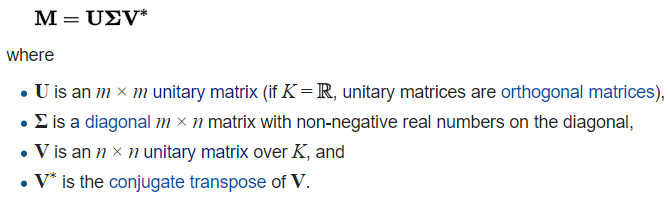 M = UΣV*
where
• U is an m × m unitary matrix (if K = ℝ, unitary matrices are orthogonal matrices),
• Σ is a diagonal m × n matrix with non-negative real numbers on the diagonal,
• V is an n × n unitary matrix over K, and
• V* is the conjugate transpose of V.